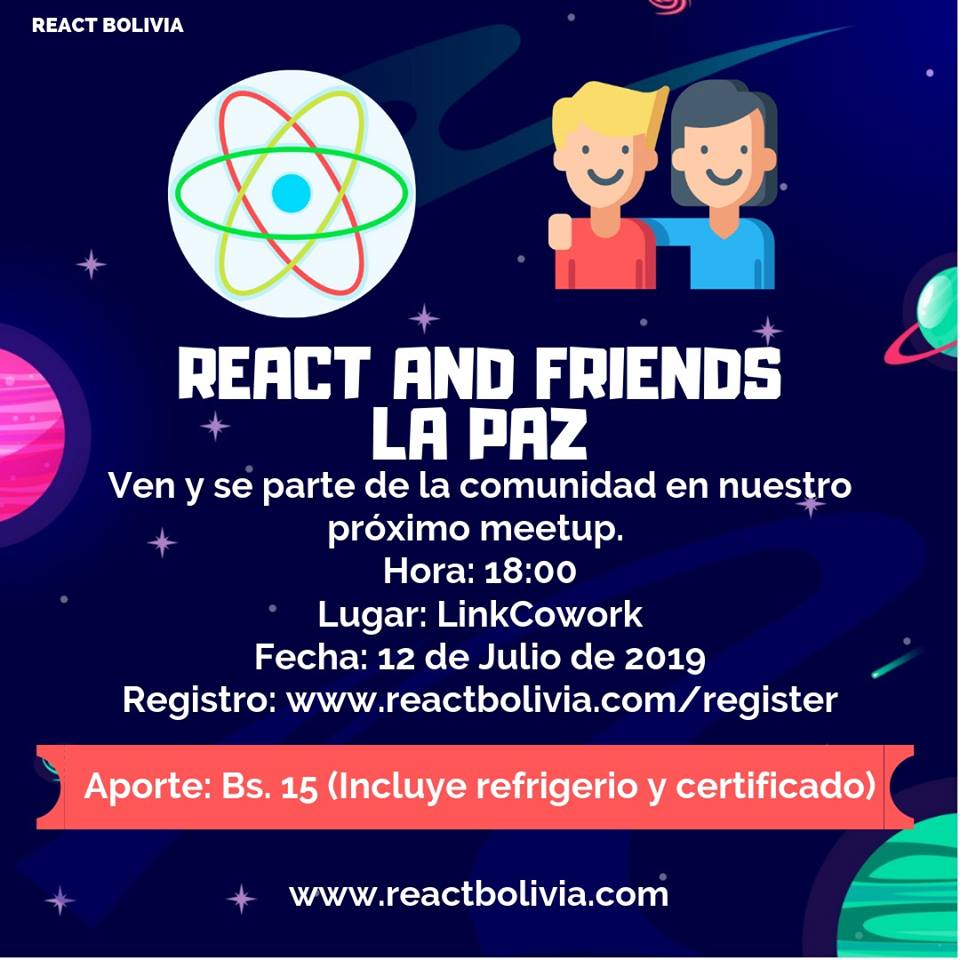 REACT BOLIVIA
REACT AND FRIENDS
LA PAZ
Ven y se parte de la comunidad en nuestro
próximo meetup.
Hora: 18:00
Lugar: LinkCowork
Fecha: 12 de Julio de 2019
Registro: www.reactbolivia.com/register
Aporte: Bs. 15 (Incluye refrigerio y certificado)
www.reactbolivia.com